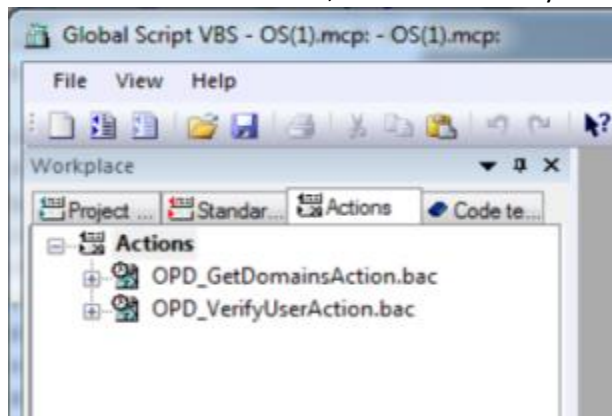 Global Script VBS - OS(1).mcp: - OS(1).mcp:
File View Help
Workplace
Project ... Standar... Actions Code te...
Actions
OPD_GetDomainsAction.bac
OPD_VerifyUserAction.bac